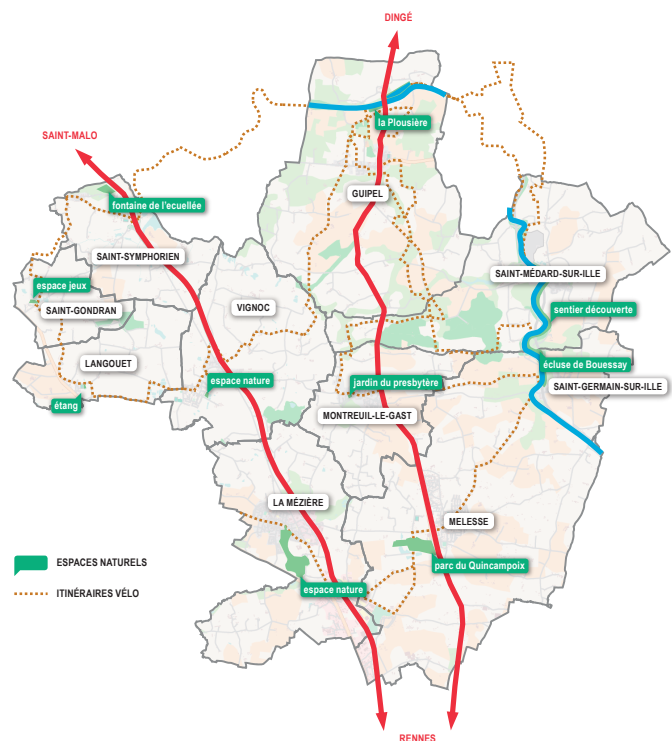 DINGÉ
la Plousière
SAINT-MALO
GUIPEL
fontaine de l'ecuellée
SAINT-SYMPHORIEN
SAINT-MÉDARD-SUR-ILLE
espace jeux
SAINT-GONDRAN
VIGNOC
sentier découverte
LANGOUET
écluse de Bouessay
espace nature
jardin du presbytère
SAINT-GERMAIN-SUR-ILLE
étang
MONTREUIL-LE-GAST
LA MÉZIÈRE
MELESSE
ESPACES NATURELS
parc du Quincampoix
ITINÉRAIRES VÉLO
espace nature
RENNES